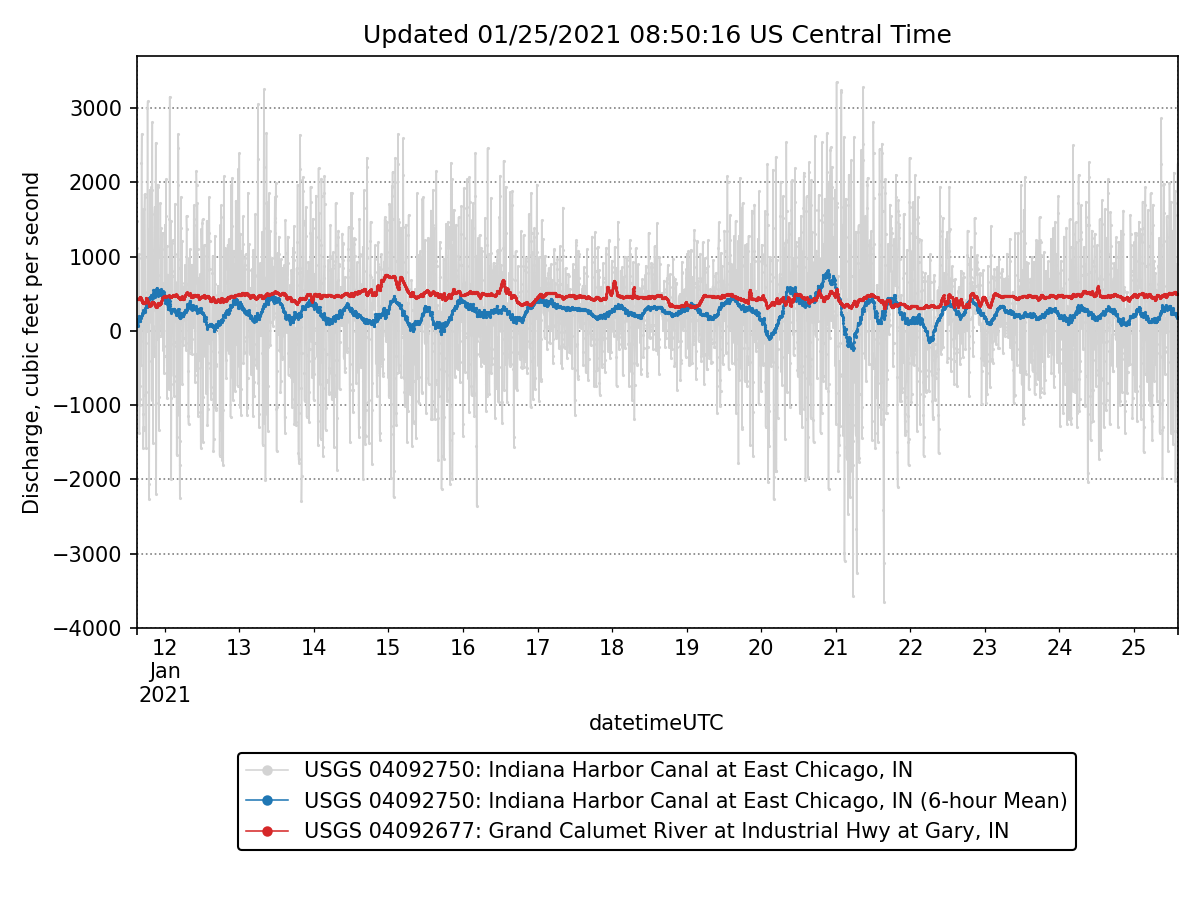 Updated 01/25/2021 08:50:16 US Central Time
Discharge, cubic feet per second
3000
2000
1000
0
−1000
−2000
−3000
−4000
12 13 14 15 16 17 18 19 20 21 22 23 24 25
Jan
2021
datetimeUTC
USGS 04092750: Indiana Harbor Canal at East Chicago, IN
USGS 04092750: Indiana Harbor Canal at East Chicago, IN (6-hour Mean)
USGS 04092677: Grand Calumet River at Industrial Hwy at Gary, IN